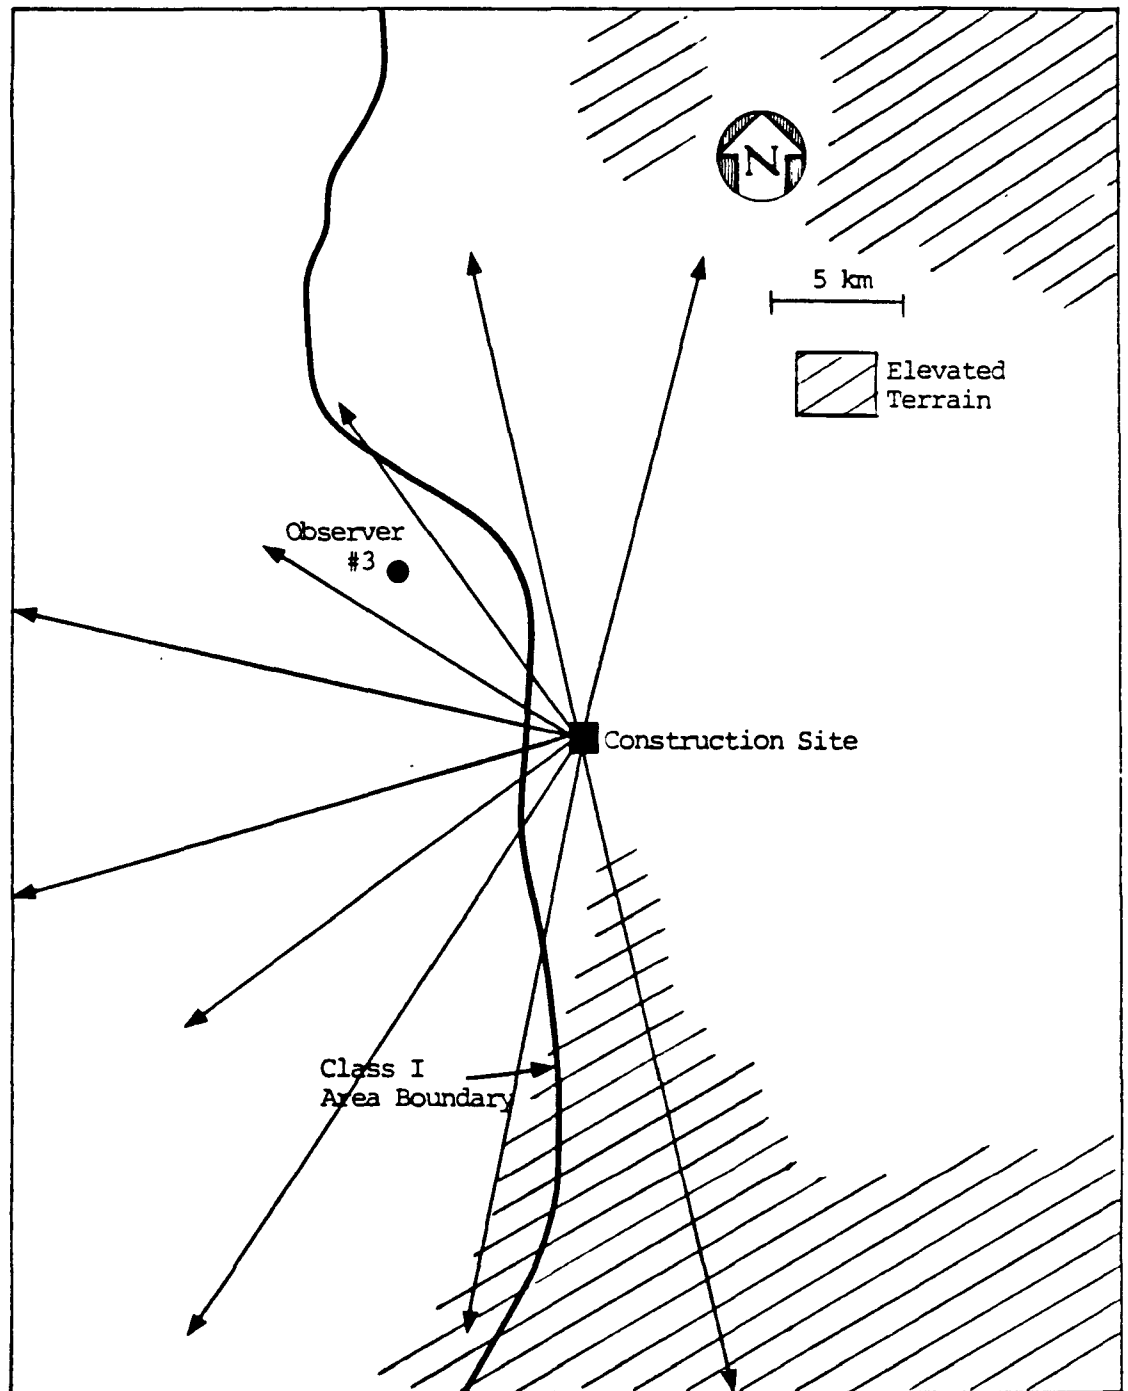 N
5 km
Elevated
Terrain
Observer
#3
Construction Site
Class I
Area Boundary